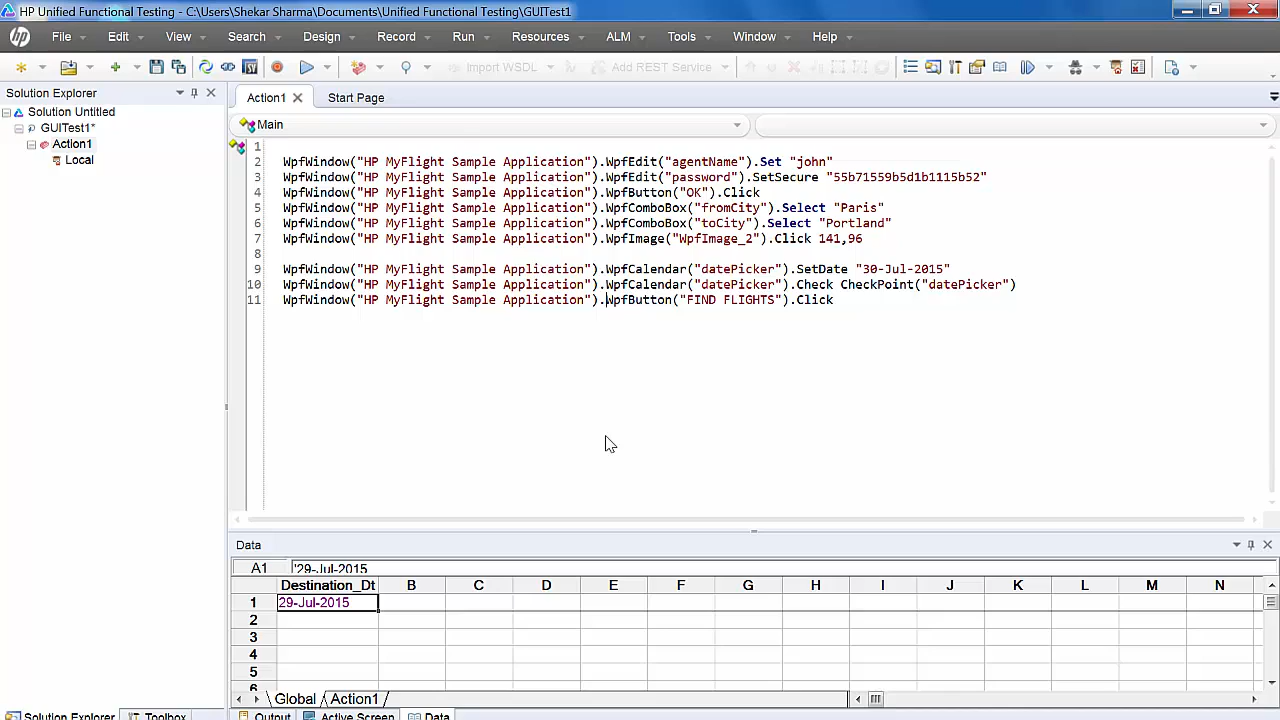 HP Unified Functional Testing - C:\Users\Shekar Sharma\Documents\Unified Functional Testing\GUITest1
hp File Edit View Search Design Record Run Resources ALM Tools Window Help
Import WSDL Add REST Service
Solution Explorer
Action1 Start Page
Solution Untitled
GUITest1*
Action1
Local
Main
1
2 WpfWindow("HP MyFlight Sample Application").WpfEdit("agentName").Set "john"
3 WpfWindow("HP MyFlight Sample Application").WpfEdit("password").SetSecure "55b71559b5d1b1115b52"
4 WpfWindow("HP MyFlight Sample Application").WpfButton("OK").Click
5 WpfWindow("HP MyFlight Sample Application").WpfComboBox("fromCity").Select "Paris"
6 WpfWindow("HP MyFlight Sample Application").WpfComboBox("toCity").Select "Portland"
7 WpfWindow("HP MyFlight Sample Application").WpfImage("WpfImage_2").Click 141,96
8
9 WpfWindow("HP MyFlight Sample Application").WpfCalendar("datePicker").SetDate "30-Jul-2015"
10 WpfWindow("HP MyFlight Sample Application").WpfCalendar("datePicker").Check CheckPoint("datePicker")
11 WpfWindow("HP MyFlight Sample Application").WpfButton("FIND FLIGHTS").Click
Data
A1 '29-Jul-2015
Destination_Dt B C D E F G H I J K L M N
1 29-Jul-2015
2
3
4
5
6
Global Action1
Solution Explorer Toolbox Output Active Screen Data